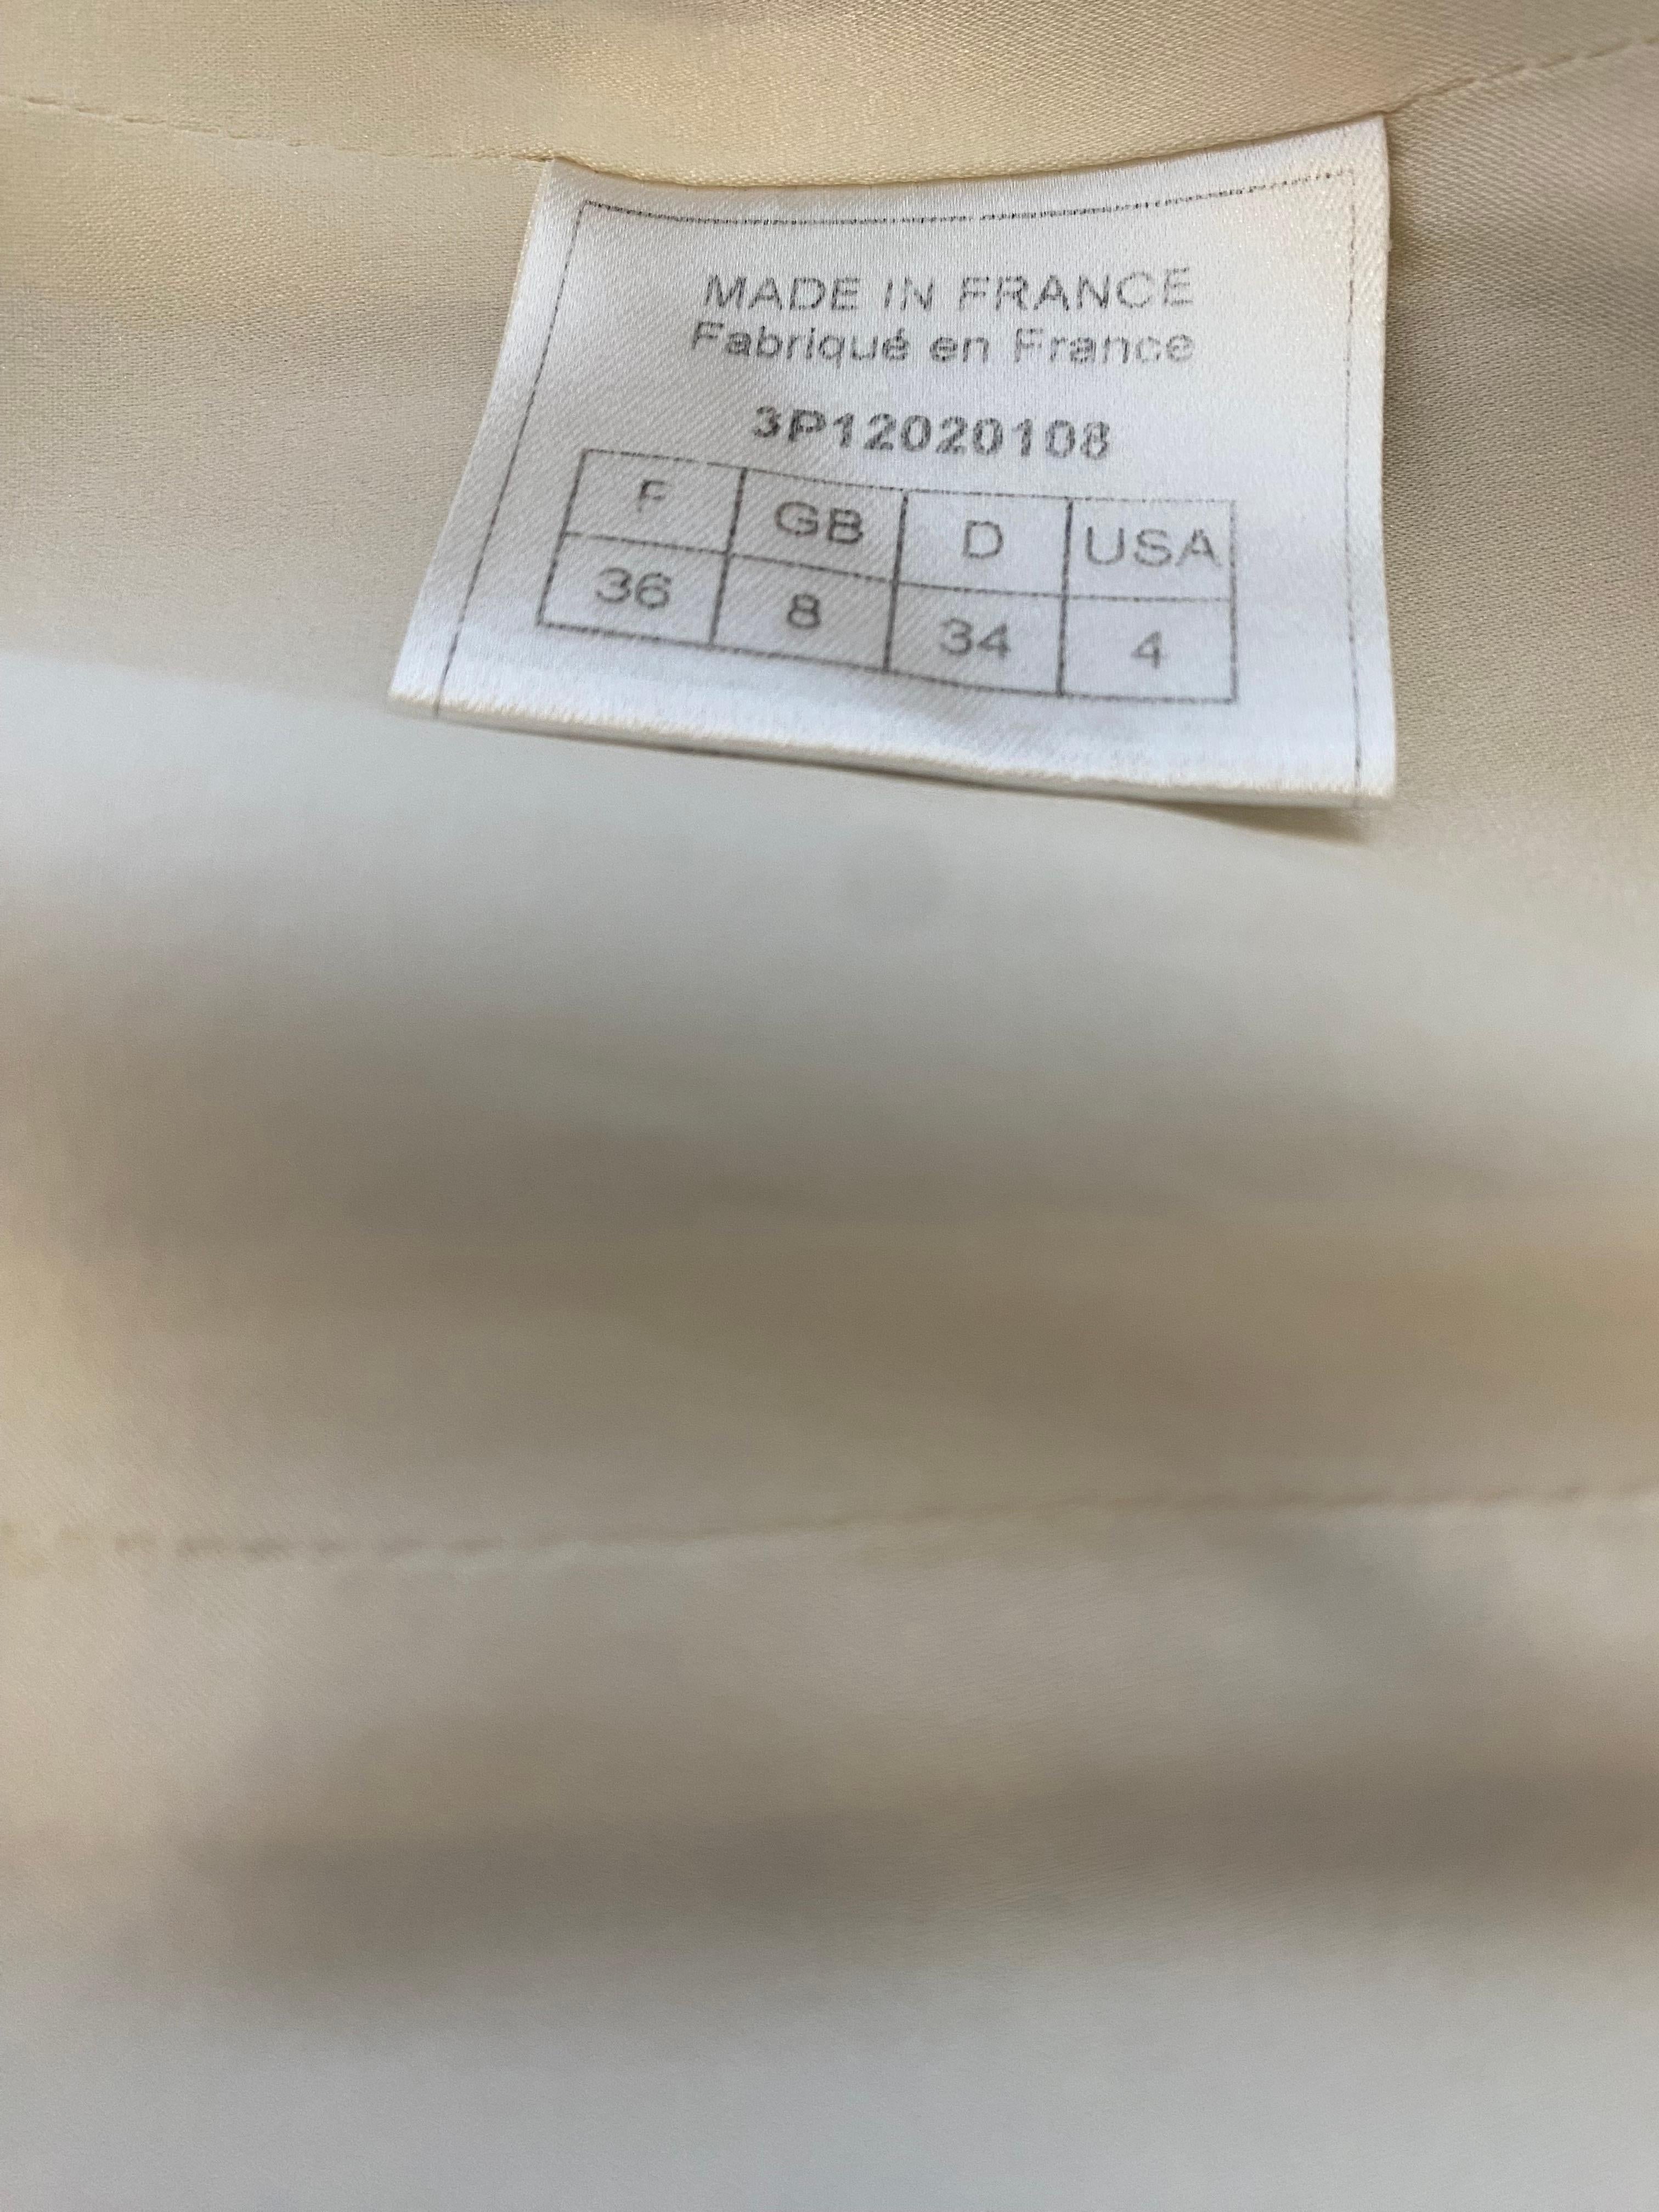 MADE IN FRANCE
Fabriqué en France
3P12020108
F GB D USA
36 8 34 4